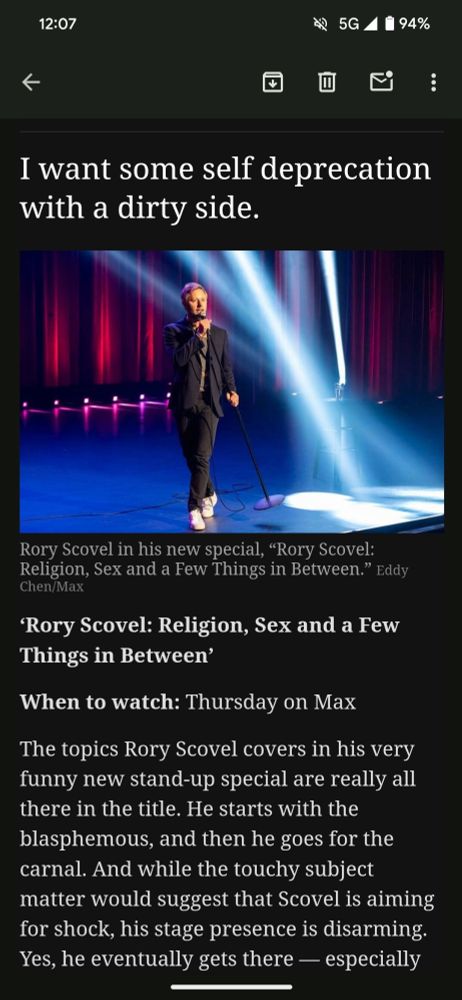 12:07
5G
94%
I want some self deprecation
with a dirty side.
Rory Scovel in his new special, “Rory Scovel:
Religion, Sex and a Few Things in Between.” Eddy
Chen/Max
‘Rory Scovel: Religion, Sex and a Few
Things in Between’
When to watch: Thursday on Max
The topics Rory Scovel covers in his very
funny new stand-up special are really all
there in the title. He starts with the
blasphemous, and then he goes for the
carnal. And while the touchy subject
matter would suggest that Scovel is aiming
for shock, his stage presence is disarming.
Yes, he eventually gets there — especially